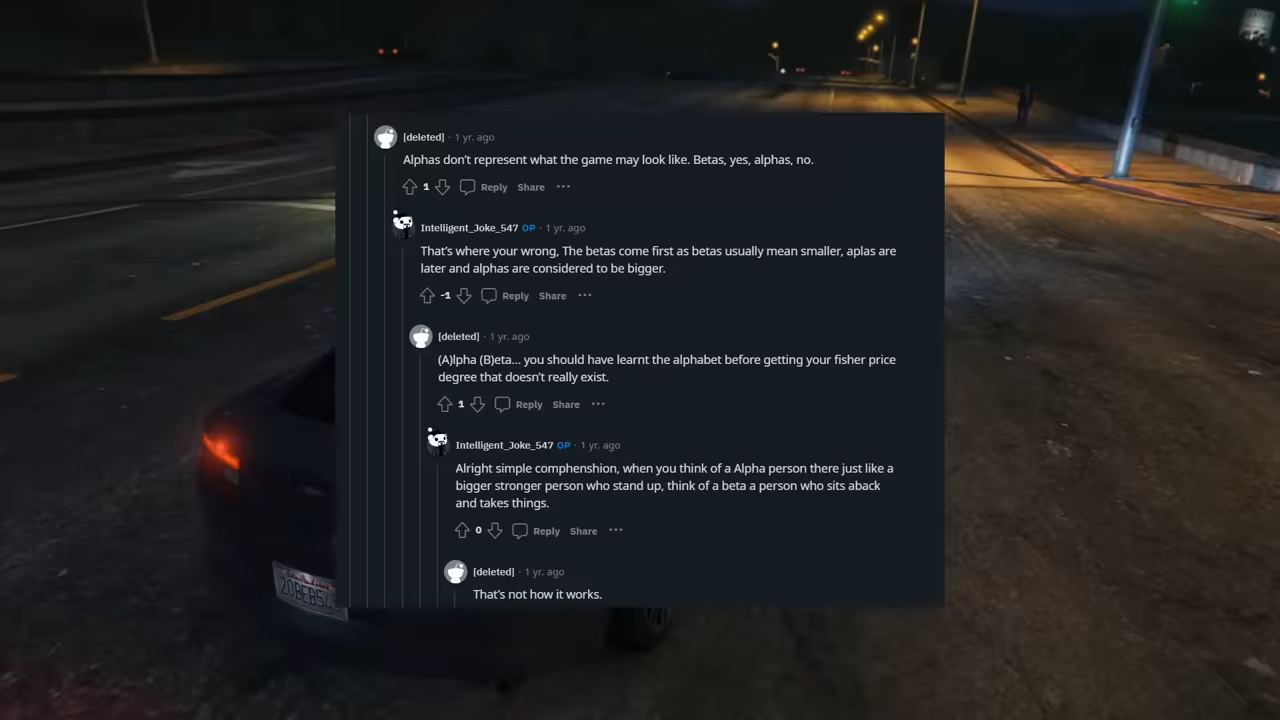 [deleted] · 1 yr. ago
Alphas don't represent what the game may look like. Betas, yes, alphas, no.
1 Reply Share ···
Intelligent_Joke_547 OP · 1 yr. ago
That's where your wrong, The betas come first as betas usually mean smaller, aplas are
later and alphas are considered to be bigger.
-1 Reply Share ···
[deleted] · 1 yr. ago
(A)lpha (B)eta... you should have learnt the alphabet before getting your fisher price
degree that doesn't really exist.
1 Reply Share ···
Intelligent_Joke_547 OP · 1 yr. ago
Alright simple comphenshion, when you think of a Alpha person there just like a
bigger stronger person who stand up, think of a beta a person who sits aback
and takes things.
0 Reply Share ···
[deleted] · 1 yr. ago
That's not how it works.